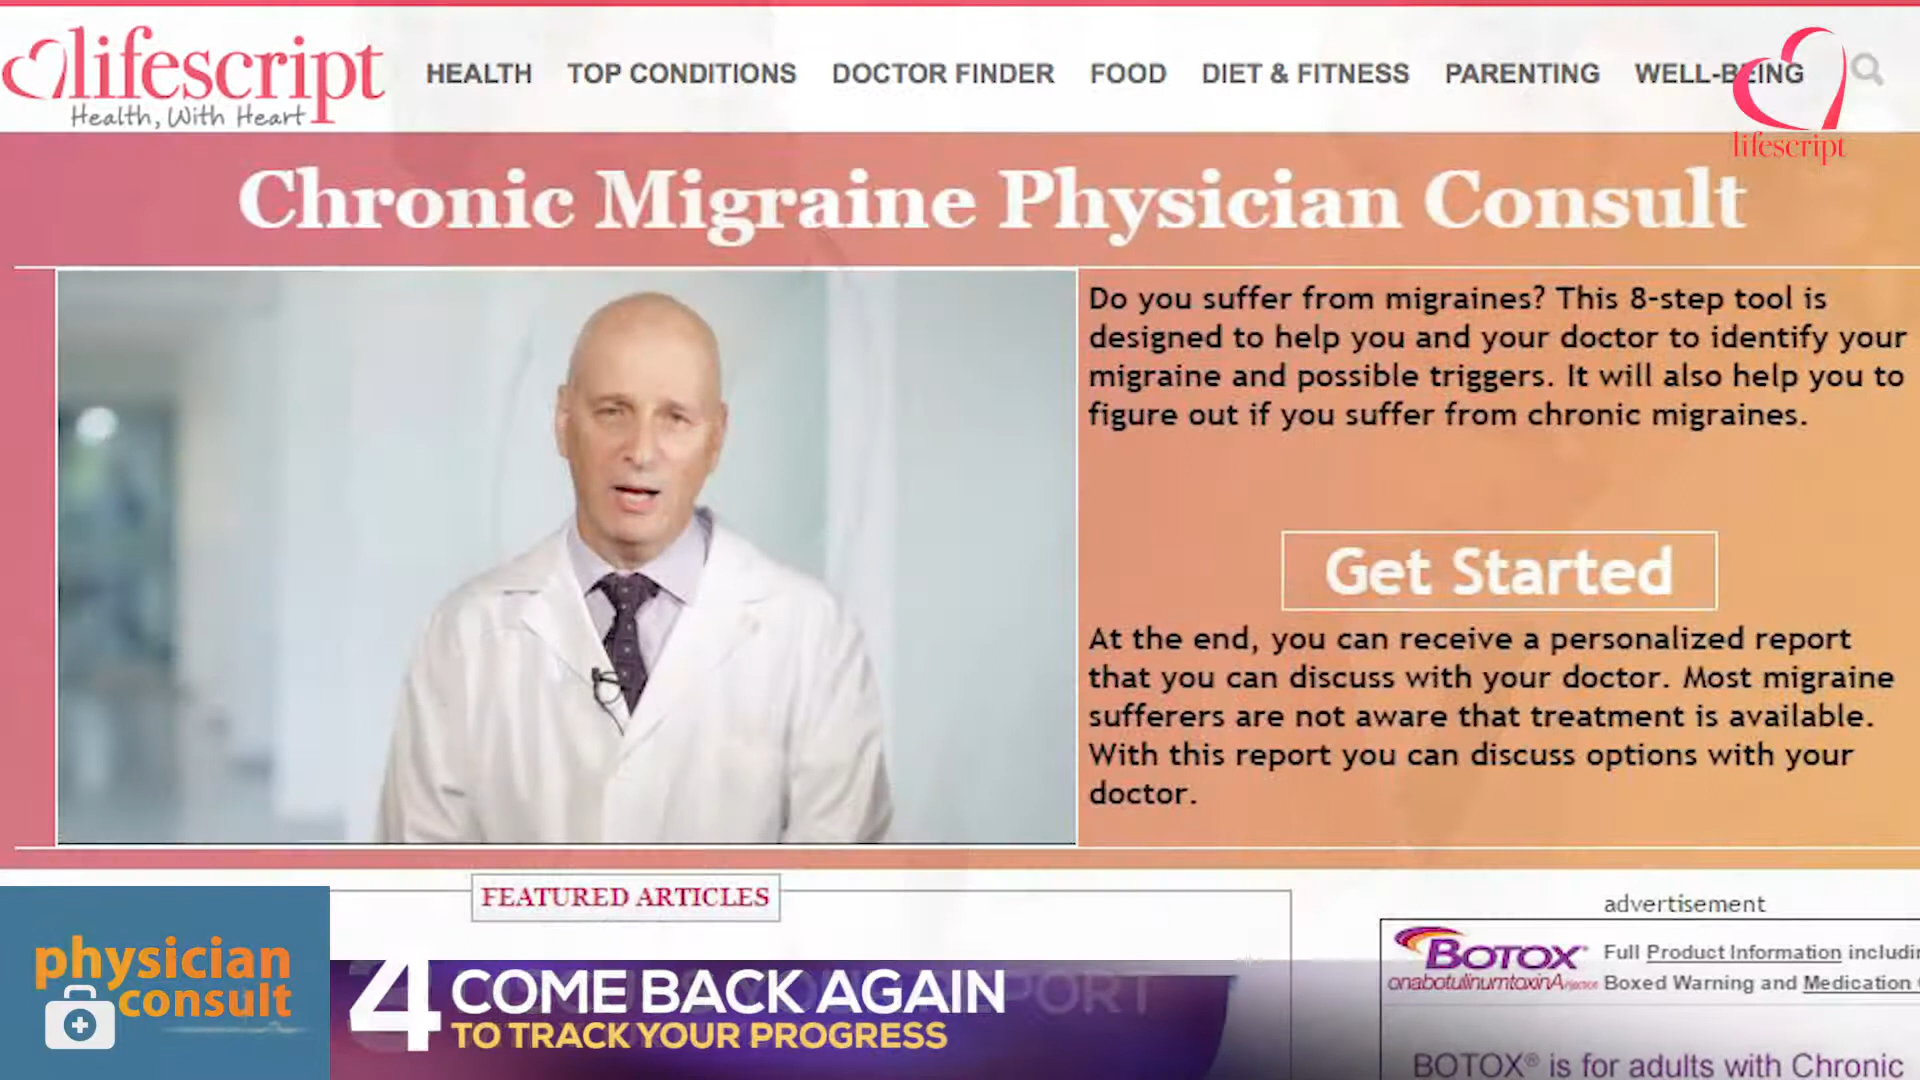 lifescript
Health, With Heart
HEALTH TOP CONDITIONS DOCTOR FINDER FOOD DIET & FITNESS PARENTING WELL-BEING
lifescript
Chronic Migraine Physician Consult
Do you suffer from migraines? This 8-step tool is
designed to help you and your doctor to identify your
migraine and possible triggers. It will also help you to
figure out if you suffer from chronic migraines.
Get Started
At the end, you can receive a personalized report
that you can discuss with your doctor. Most migraine
sufferers are not aware that treatment is available.
With this report you can discuss options with your
doctor.
FEATURED ARTICLES
advertisement
BOTOX®
onabotulinumtoxinA injection
Full Product Information includin
Boxed Warning and Medication
BOTOX® is for adults with Chronic
physician
consult
4 COME BACK AGAIN
TO TRACK YOUR PROGRESS